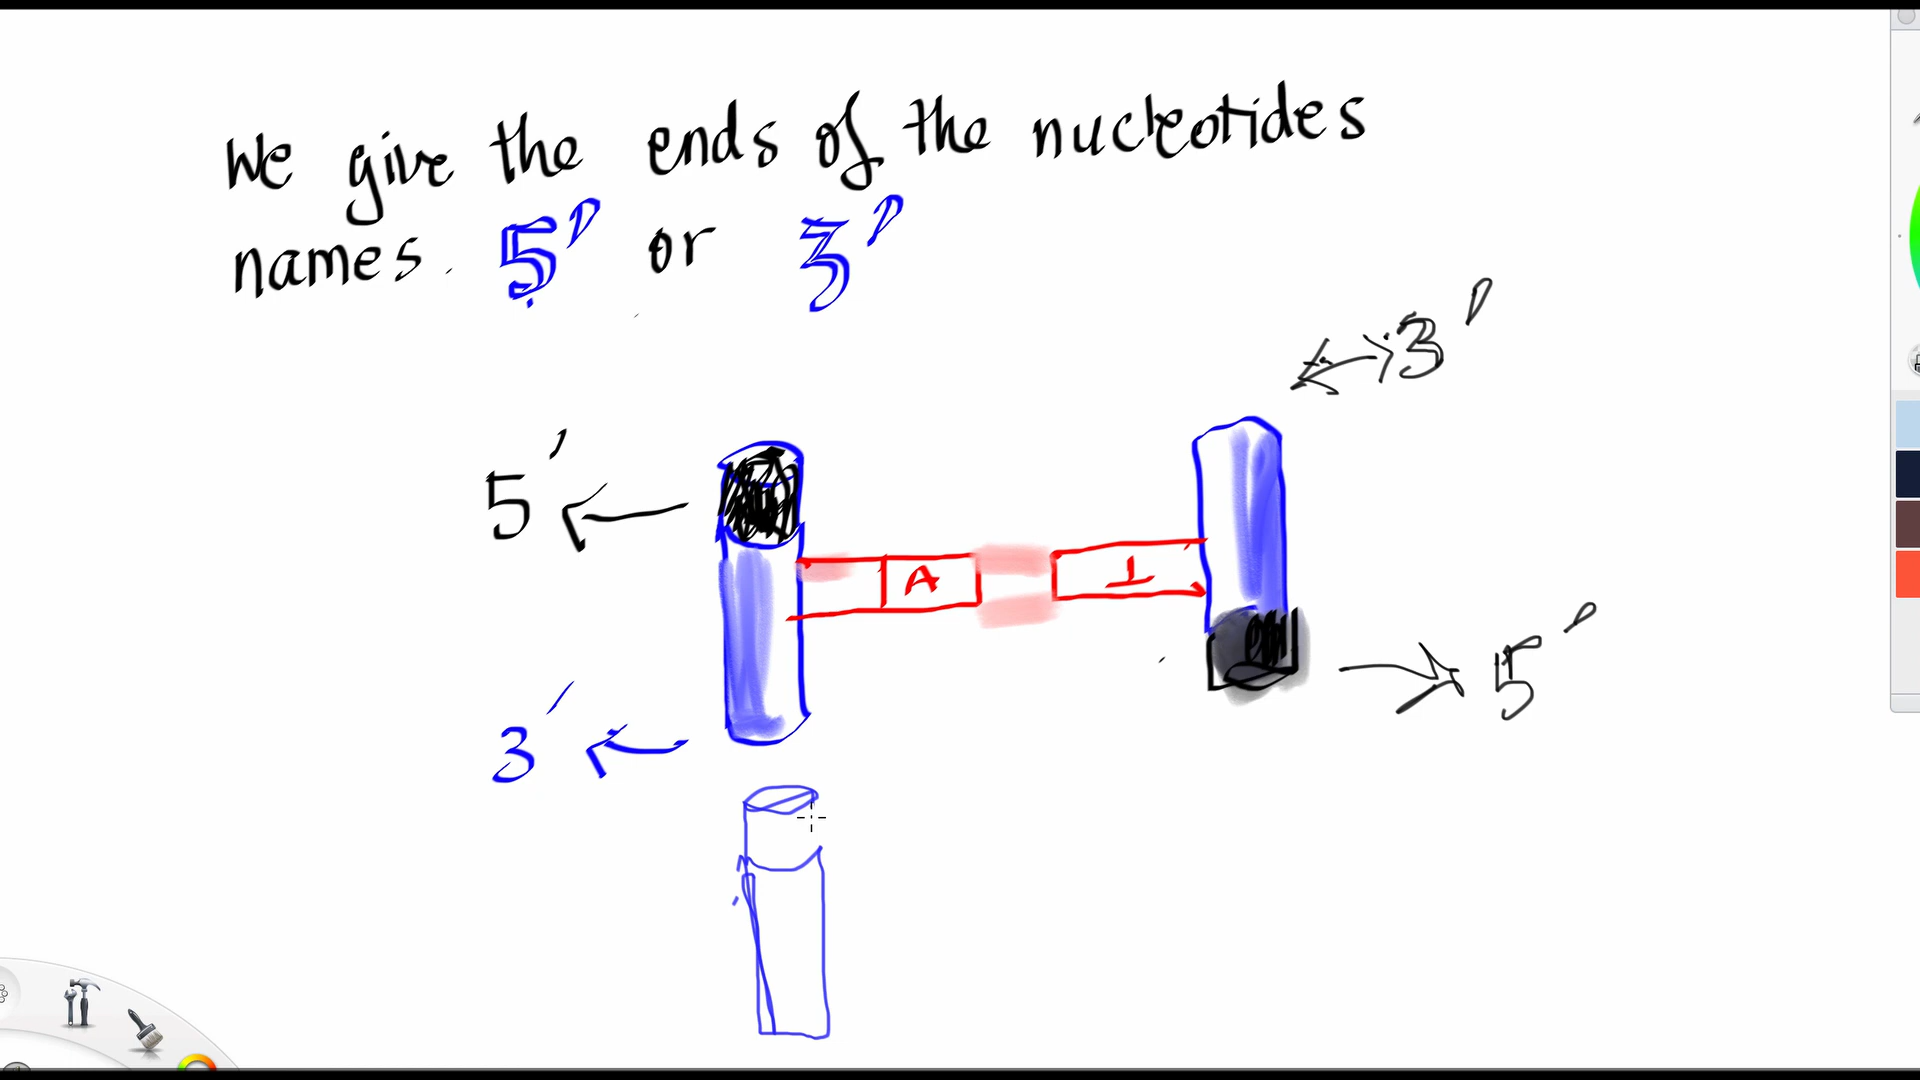 We give the ends of the nucleotides
names. 5' or 3'
3'
5'
A T
5'
3'